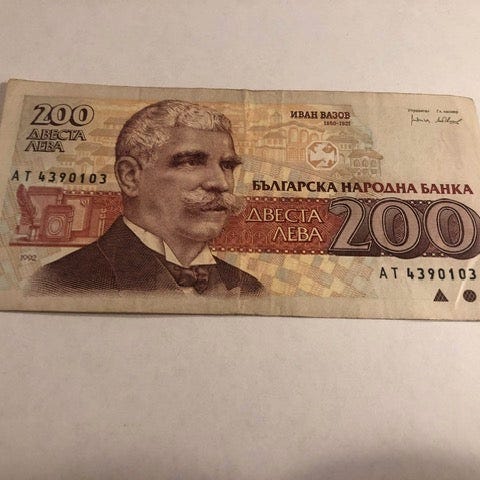 200
ДВЕСТА
ЛЕВА
АТ 4390103
1992
ИВАН ВАЗОВ
1850-1921
БЪЛГАРСКА НАРОДНА БАНКА
ДВЕСТА
ЛЕВА
200
АТ 4390103